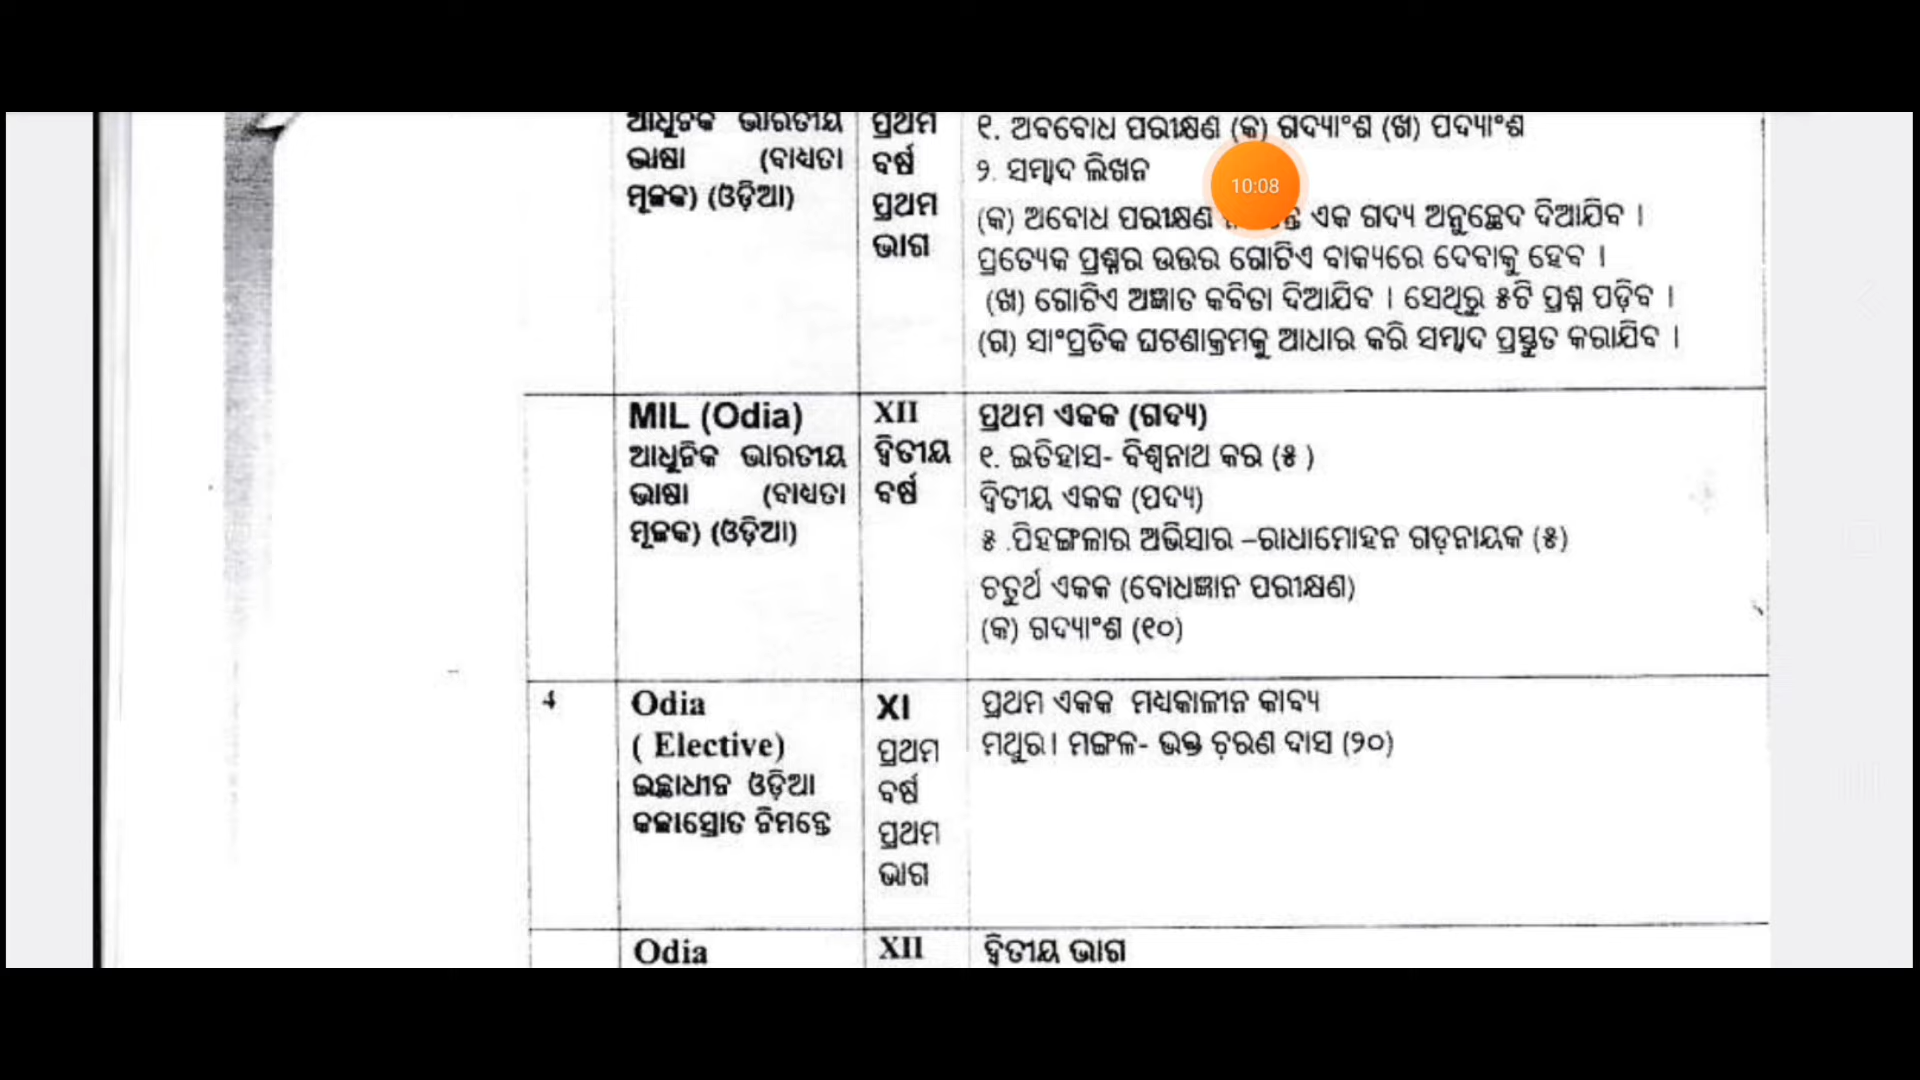 ଆଧୁନିକ ଭାରତୀୟ
ଭାଷା (ବାଧ୍ୟତା
ମୂଳକ) (ଓଡ଼ିଆ)
ପ୍ରଥମ
ବର୍ଷ
ପ୍ରଥମ
ଭାଗ
୧. ଅବବୋଧ ପରୀକ୍ଷଣ (କ) ଗଦ୍ୟାଂଶ (ଖ) ପଦ୍ୟାଂଶ
୨. ସମ୍ବାଦ ଲିଖନ
10:08
(କ) ଅବୋଧ ପରୀକ୍ଷଣ ଏକ ଗଦ୍ୟ ଅନୁଚ୍ଛେଦ ଦିଆଯିବ ।
ପ୍ରତ୍ୟେକ ପ୍ରଶ୍ନର ଉତ୍ତର ଗୋଟିଏ ବାକ୍ୟରେ ଦେବାକୁ ହେବ ।
(ଖ) ଗୋଟିଏ ଅଜ୍ଞାତ କବିତା ଦିଆଯିବ । ସେଥିରୁ ୫ଟି ପ୍ରଶ୍ନ ପଡ଼ିବ ।
(ଗ) ସାଂପ୍ରତିକ ଘଟଣାକ୍ରମକୁ ଆଧାର କରି ସମ୍ବାଦ ପ୍ରସ୍ତୁତ କରାଯିବ ।
MIL (Odia)
ଆଧୁନିକ ଭାରତୀୟ
ଭାଷା (ବାଧ୍ୟତା
ମୂଳକ) (ଓଡ଼ିଆ)
XII
ଦ୍ଵିତୀୟ
ବର୍ଷ
ପ୍ରଥମ ଏକକ (ଗଦ୍ୟ)
୧. ଇତିହାସ- ବିଶ୍ୱନାଥ କର (୫ )
ଦ୍ଵିତୀୟ ଏକକ (ପଦ୍ୟ)
୫ .ପିହଙ୍ଗଳାର ଅଭିସାର –ରାଧାମୋହନ ଗଡ଼ନାୟକ (୫)
ଚତୁର୍ଥ ଏକକ (ବୋଧଜ୍ଞାନ ପରୀକ୍ଷଣ)
(କ) ଗଦ୍ୟାଂଶ (୧୦)
4
Odia
( Elective)
ଇଚ୍ଛାଧୀନ ଓଡ଼ିଆ
କଳାସ୍ରୋତ ନିମନ୍ତେ
XI
ପ୍ରଥମ
ବର୍ଷ
ପ୍ରଥମ
ଭାଗ
ପ୍ରଥମ ଏକକ ମଧ୍ୟକାଳୀନ କାବ୍ୟ
ମଥୁରା ମଙ୍ଗଳ- ଭକ୍ତ ଚରଣ ଦାସ (୨୦)
Odia
XII
ଦ୍ଵିତୀୟ ଭାଗ